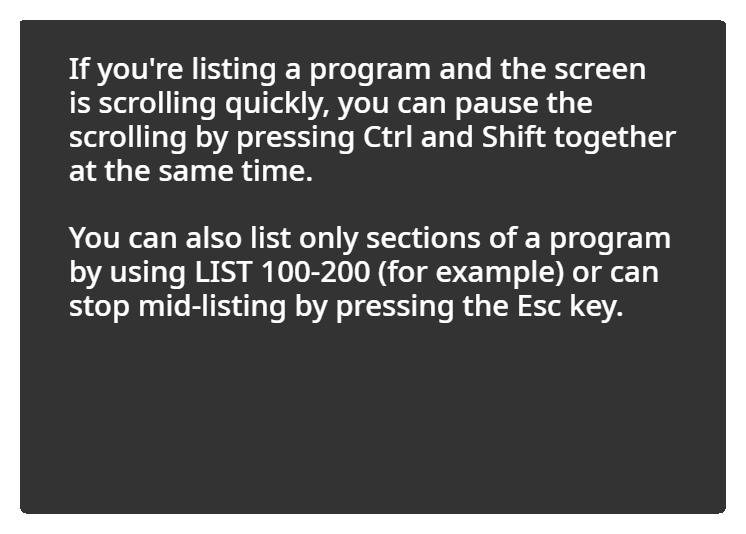 If you're listing a program and the screen
is scrolling quickly, you can pause the
scrolling by pressing Ctrl and Shift together
at the same time.
You can also list only sections of a program
by using LIST 100-200 (for example) or can
stop mid-listing by pressing the Esc key.